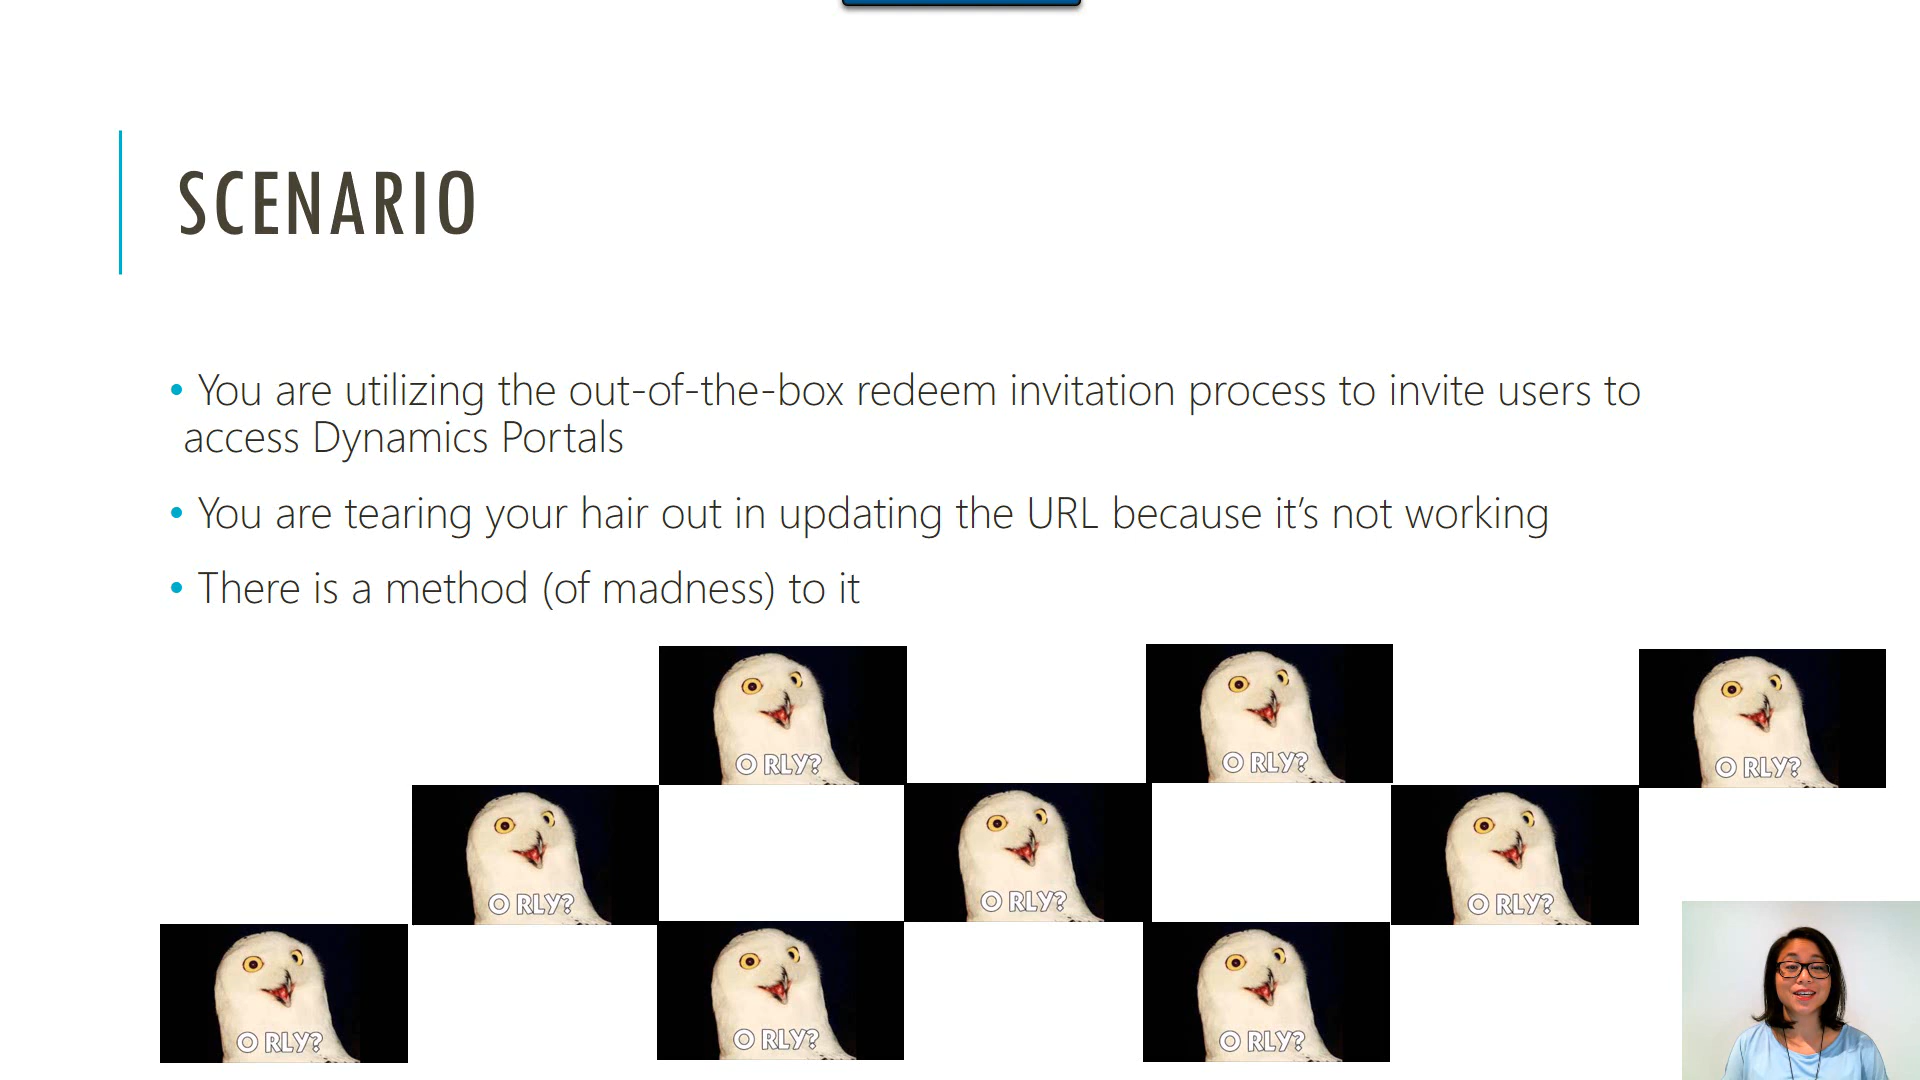 SCENARIO
• You are utilizing the out-of-the-box redeem invitation process to invite users to
access Dynamics Portals
• You are tearing your hair out in updating the URL because it’s not working
• There is a method (of madness) to it
O RLY?
O RLY?
O RLY?
O RLY?
O RLY?
O RLY?
O RLY?
O RLY?
O RLY?